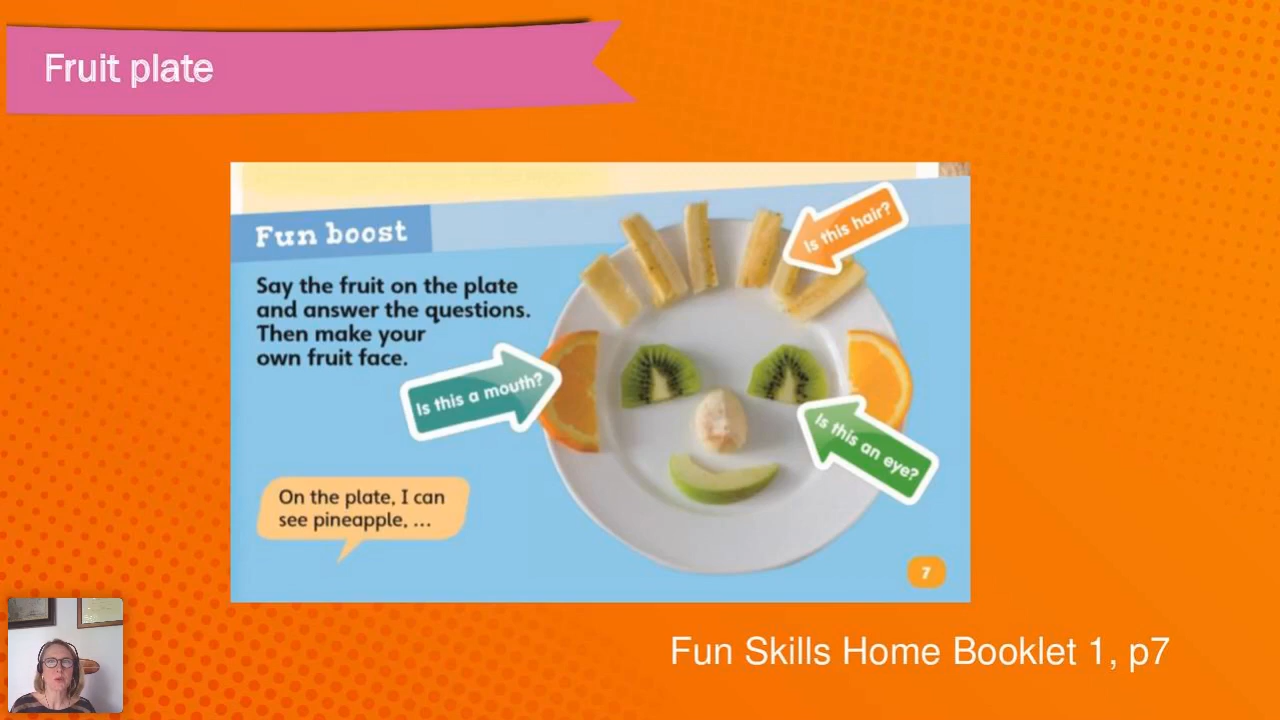 Fruit plate
Fun boost
Say the fruit on the plate
and answer the questions.
Then make your
own fruit face.
Is this hair?
Is this a mouth?
Is this an eye?
On the plate, I can
see pineapple, ...
7
Fun Skills Home Booklet 1, p7